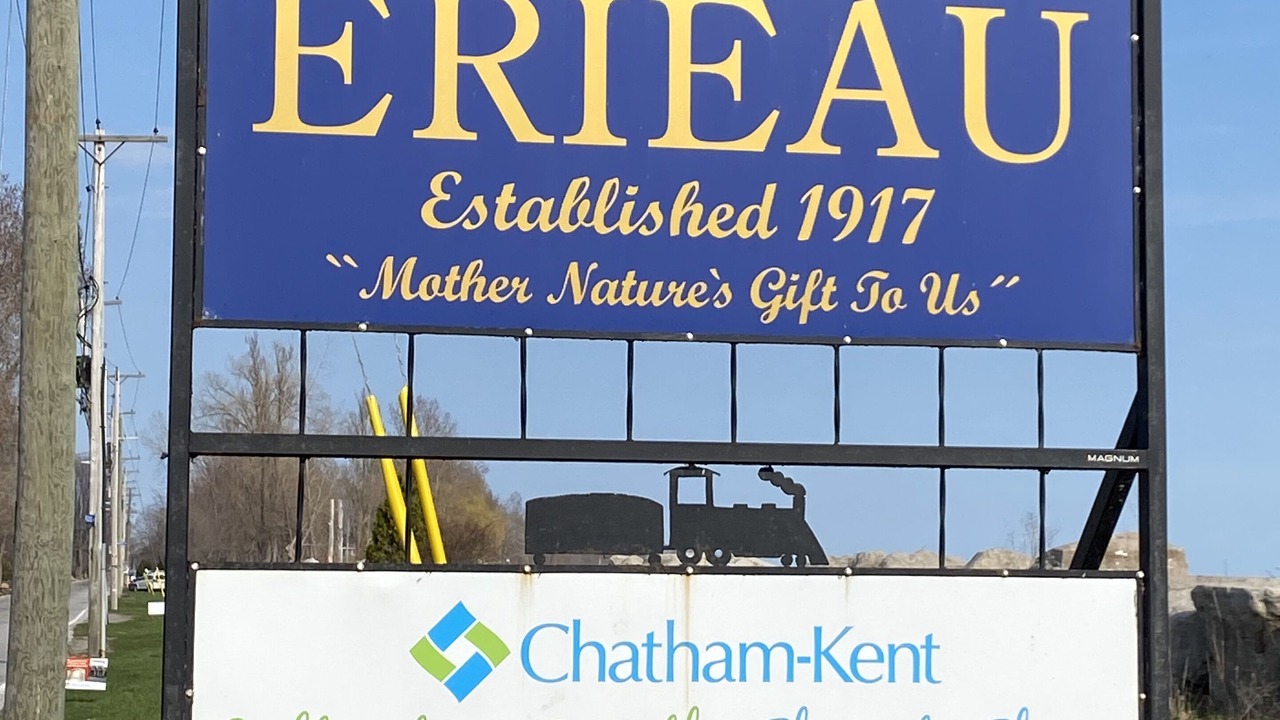 ERIEAU
Established 1917
“Mother Nature`s Gift To Us”
MAGNUM
Chatham-Kent